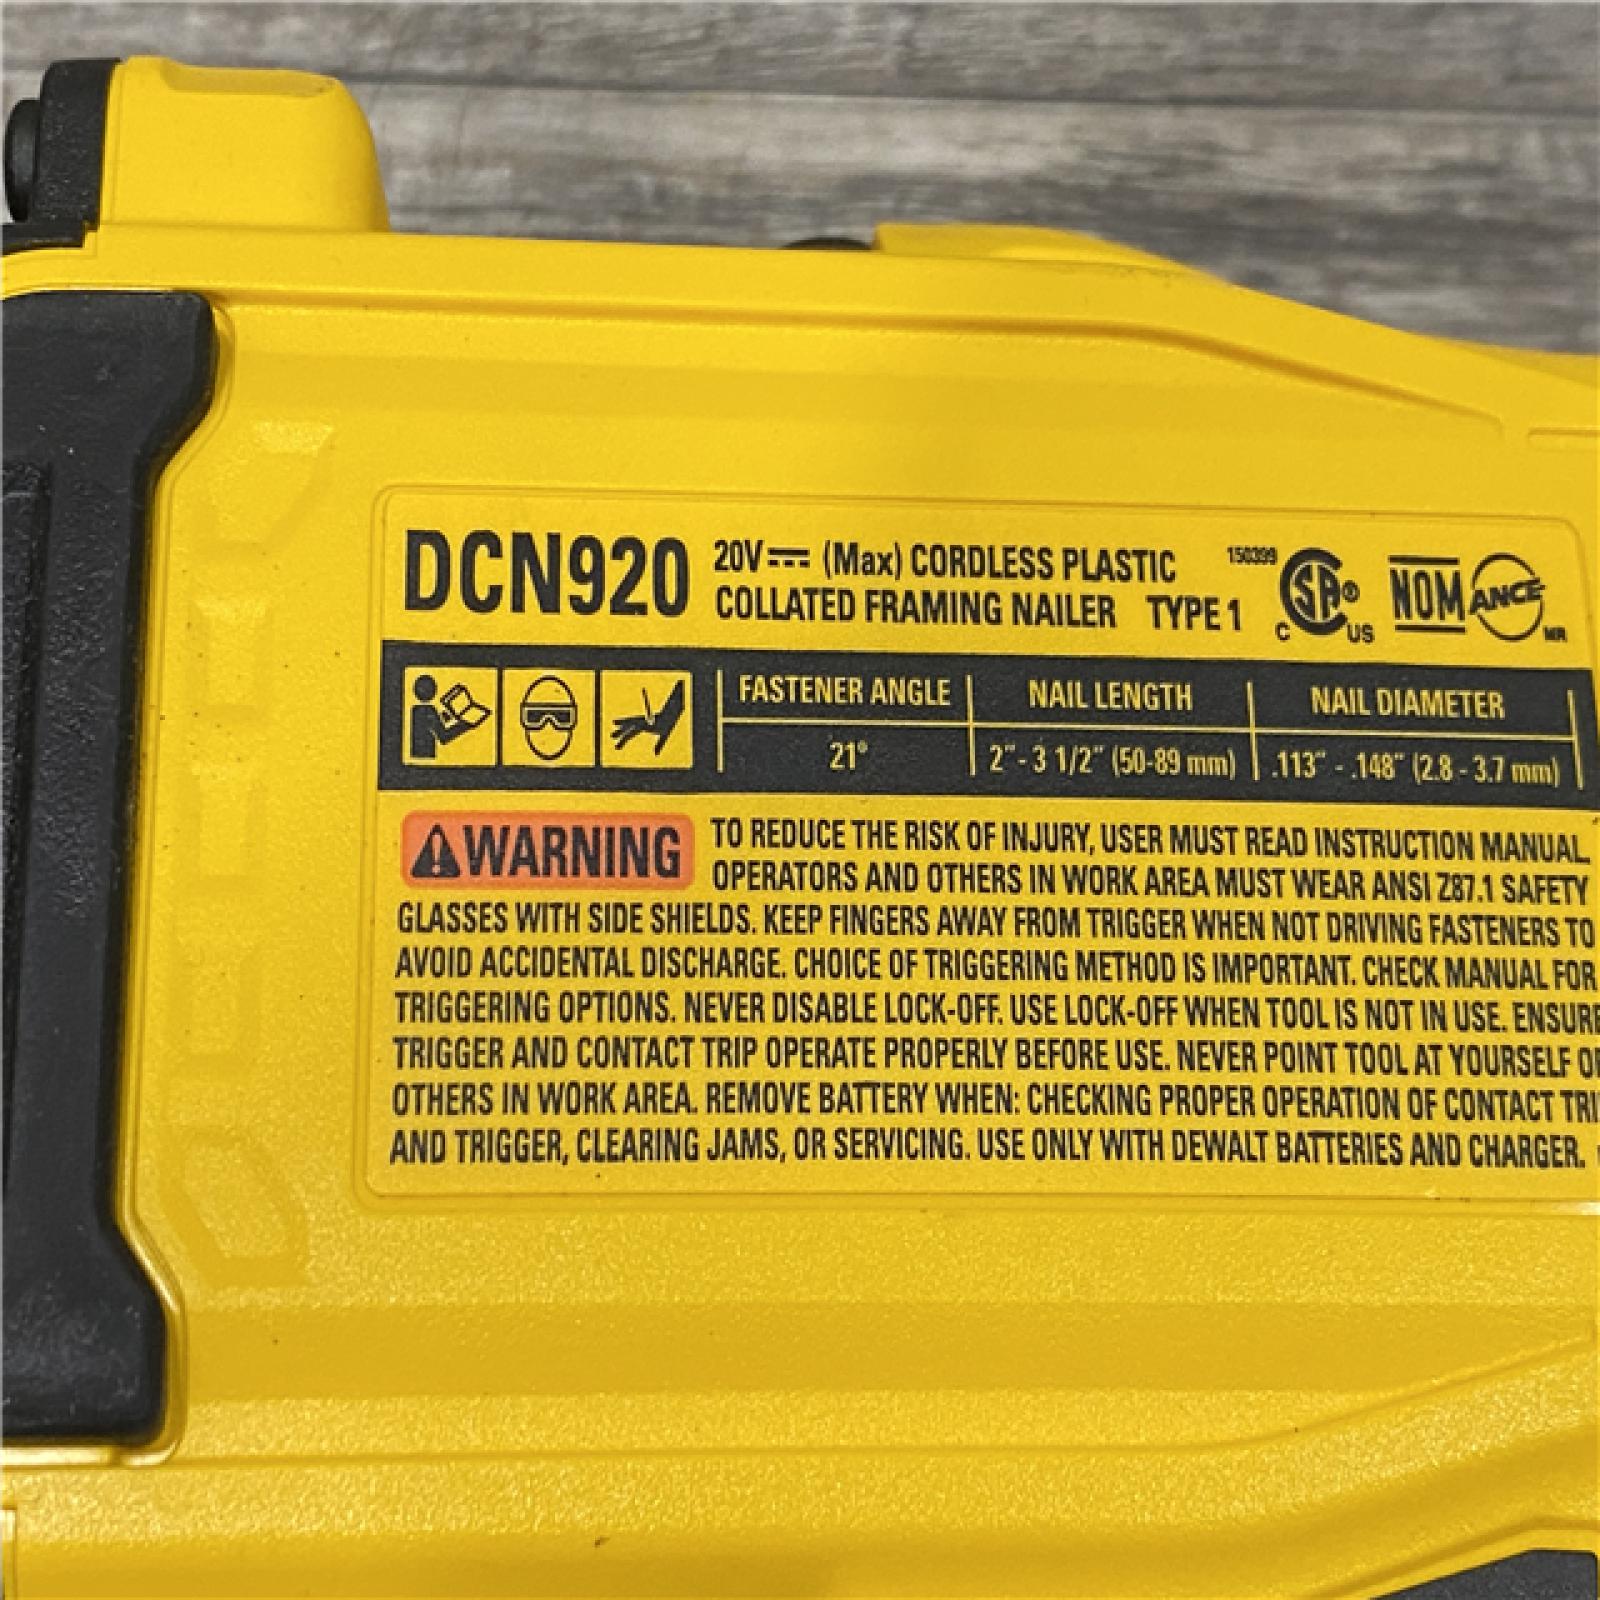 DCN920
20V (Max) CORDLESS PLASTIC
COLLATED FRAMING NAILER TYPE 1
150399
CSA®
C US
NOM
ANCE
MR
FASTENER ANGLE NAIL LENGTH NAIL DIAMETER
21° 2" - 3 1/2" (50-89 mm) .113" - .148" (2.8 - 3.7 mm)
WARNING TO REDUCE THE RISK OF INJURY, USER MUST READ INSTRUCTION MANUAL.
OPERATORS AND OTHERS IN WORK AREA MUST WEAR ANSI Z87.1 SAFETY
GLASSES WITH SIDE SHIELDS. KEEP FINGERS AWAY FROM TRIGGER WHEN NOT DRIVING FASTENERS TO
AVOID ACCIDENTAL DISCHARGE. CHOICE OF TRIGGERING METHOD IS IMPORTANT. CHECK MANUAL FOR
TRIGGERING OPTIONS. NEVER DISABLE LOCK-OFF. USE LOCK-OFF WHEN TOOL IS NOT IN USE. ENSURE
TRIGGER AND CONTACT TRIP OPERATE PROPERLY BEFORE USE. NEVER POINT TOOL AT YOURSELF
OTHERS IN WORK AREA. REMOVE BATTERY WHEN: CHECKING PROPER OPERATION OF CONTACT
AND TRIGGER, CLEARING JAMS, OR SERVICING. USE ONLY WITH DEWALT BATTERIES AND CHARGER.